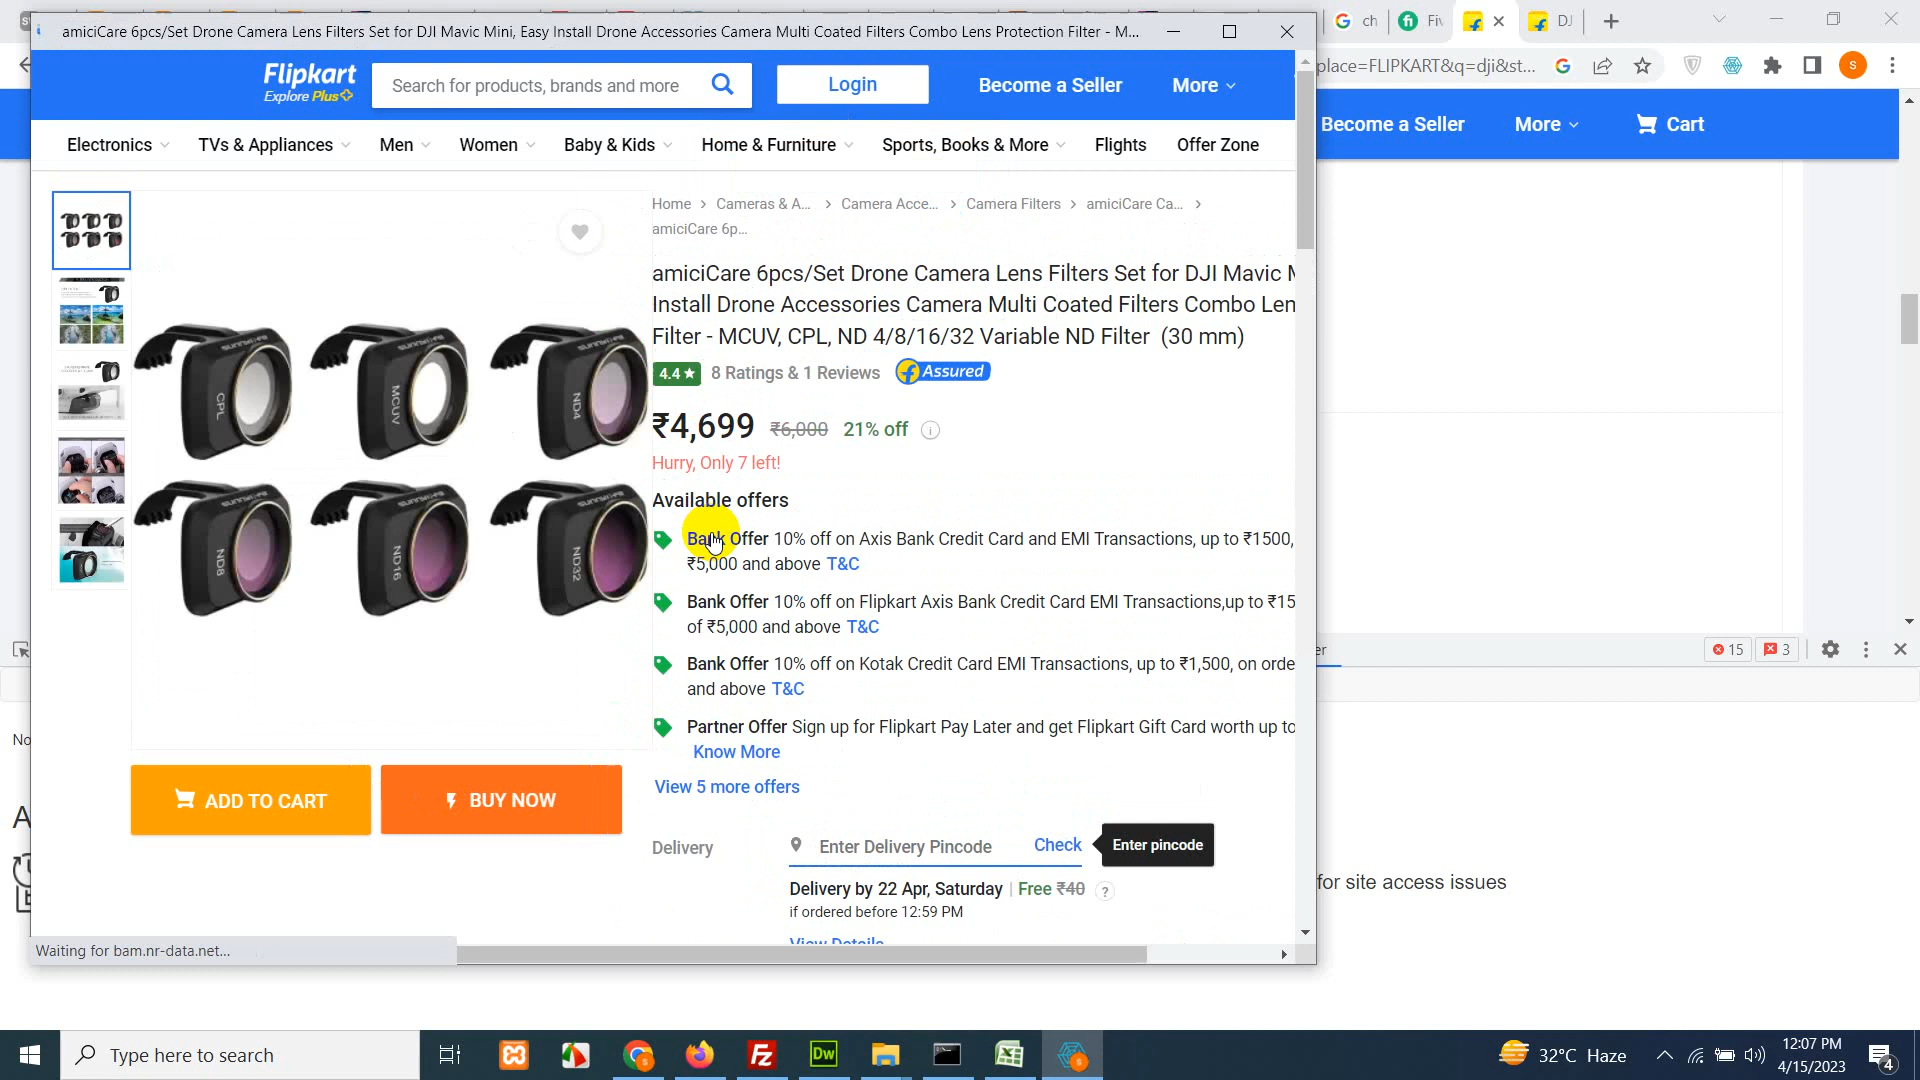 amiciCare 6pcs/Set Drone Camera Lens Filters Set for DJI Mavic Mini, Easy Install Drone Accessories Camera Multi Coated Filters Combo Lens Protection Filter - M...
ch
Fiv
DJ
place=FLIPKART&q=dji&st...
S
Flipkart
Explore Plus
Search for products, brands and more
Login
Become a Seller
More
Become a Seller
More
Cart
Electronics
TVs & Appliances
Men
Women
Baby & Kids
Home & Furniture
Sports, Books & More
Flights
Offer Zone
Home > Cameras & A... > Camera Acce... > Camera Filters > amiciCare Ca... >
amiciCare 6p...
amiciCare 6pcs/Set Drone Camera Lens Filters Set for DJI Mavic M
Install Drone Accessories Camera Multi Coated Filters Combo Len
Filter - MCUV, CPL, ND 4/8/16/32 Variable ND Filter (30 mm)
4.4★ 8 Ratings & 1 Reviews Assured
₹4,699 ₹6,000 21% off
Hurry, Only 7 left!
Available offers
Bank Offer 10% off on Axis Bank Credit Card and EMI Transactions, up to ₹1500,
₹5,000 and above T&C
Bank Offer 10% off on Flipkart Axis Bank Credit Card EMI Transactions,up to ₹15
of ₹5,000 and above T&C
Bank Offer 10% off on Kotak Credit Card EMI Transactions, up to ₹1,500, on orde
and above T&C
Partner Offer Sign up for Flipkart Pay Later and get Flipkart Gift Card worth up to
Know More
View 5 more offers
CPL
MCUV
ND4
ND8
ND16
ND32
ADD TO CART
BUY NOW
Delivery
Enter Delivery Pincode
Check
Enter pincode
Delivery by 22 Apr, Saturday | Free ₹40 ?
if ordered before 12:59 PM
View Details
Waiting for bam.nr-data.net...
er
15
3
No
A
for site access issues
Type here to search
Dw
32°C Haze
12:07 PM
4/15/2023
4